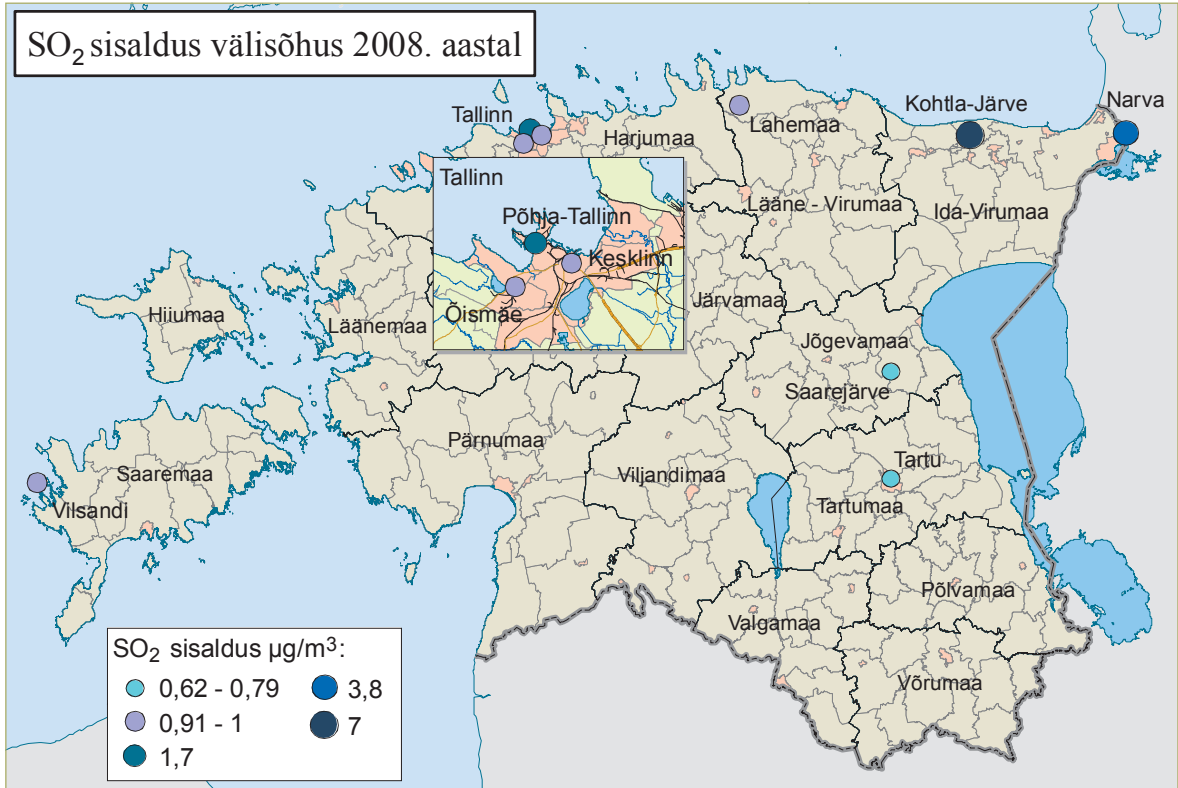 SO₂ sisaldus välisõhus 2008. aastal
Tallinn
Harjumaa
Lahemaa
Kohtla-Järve
Narva
Tallinn
Põhja-Tallinn
Kesklinn
Õismäe
Lääne - Virumaa
Ida-Virumaa
Hiiumaa
Läänemaa
Järvamaa
Jõgevamaa
Saarejärve
Pärnumaa
Saaremaa
Vilsandi
Viljandimaa
Tartu
Tartumaa
Põlvamaa
Valgamaa
Võrumaa
SO₂ sisaldus µg/m³:
0,62 - 0,79
0,91 - 1
1,7
3,8
7